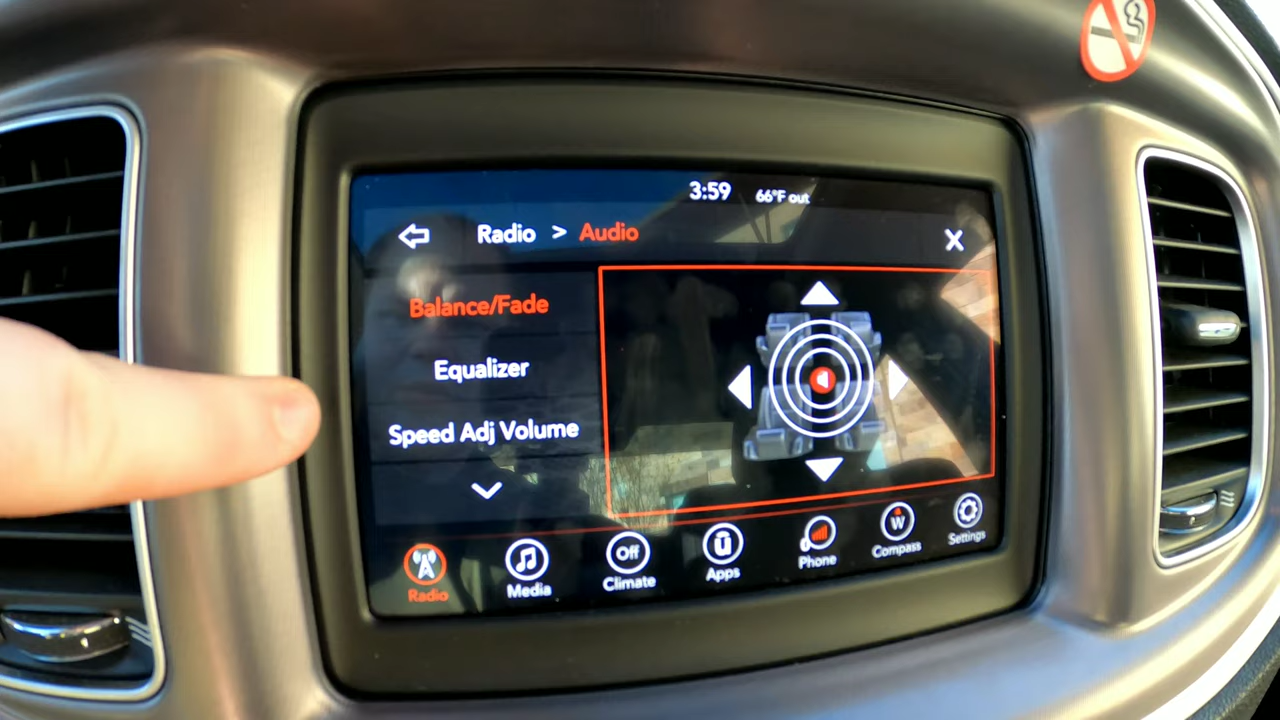 3:59 66°F out
Radio > Audio X
Balance/Fade
Equalizer
Speed Adj Volume
Off W
Radio Media Climate Apps Phone Compass Settings